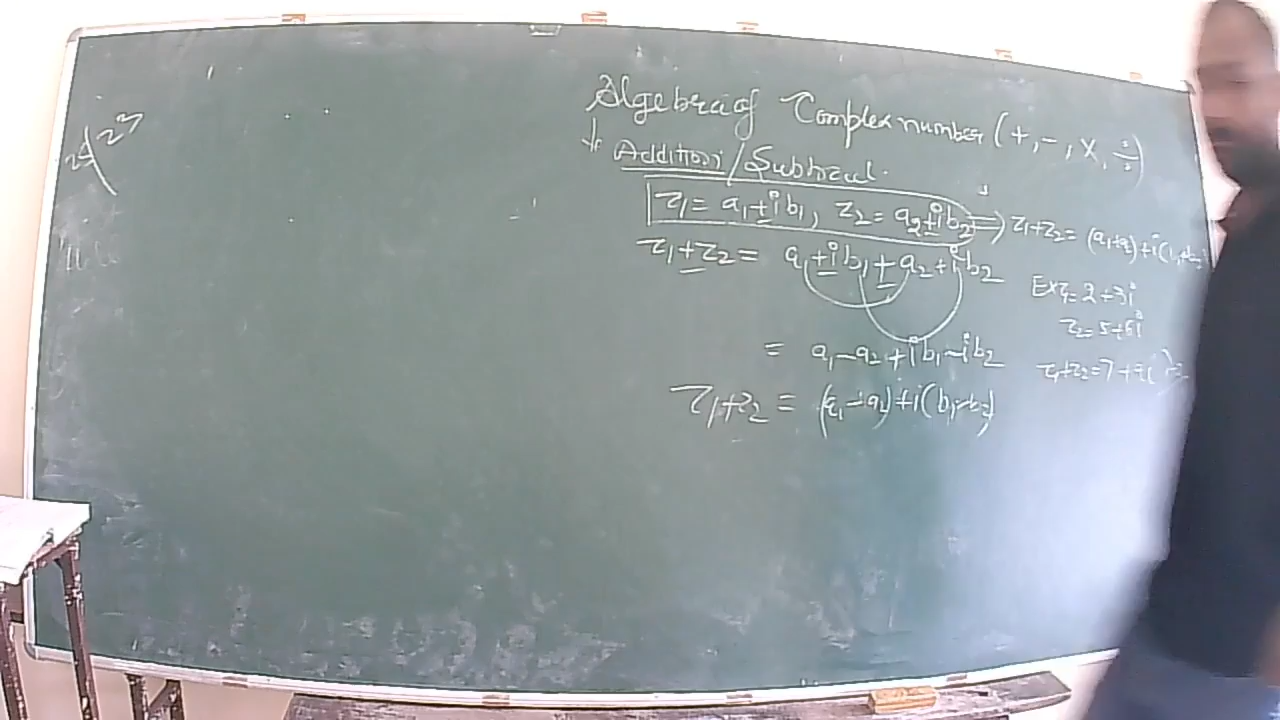 Algebra of Complex number (+, -, ×, ÷)
* Addition / Subtract.
z₁ = a₁+ib₁, z₂ = a₂+ib₂ ⇒ z₁+z₂ = (a₁+a₂)+i(b₁+b₂)
z₁+z₂ = a₁+ib₁+a₂+ib₂
= a₁-a₂+ib₁-ib₂
z₁+z₂ = (a₁-a₂)+i(b₁-b₂)
Ex z₁=2+3i
z₂=5+6i
z₁+z₂=7+9i